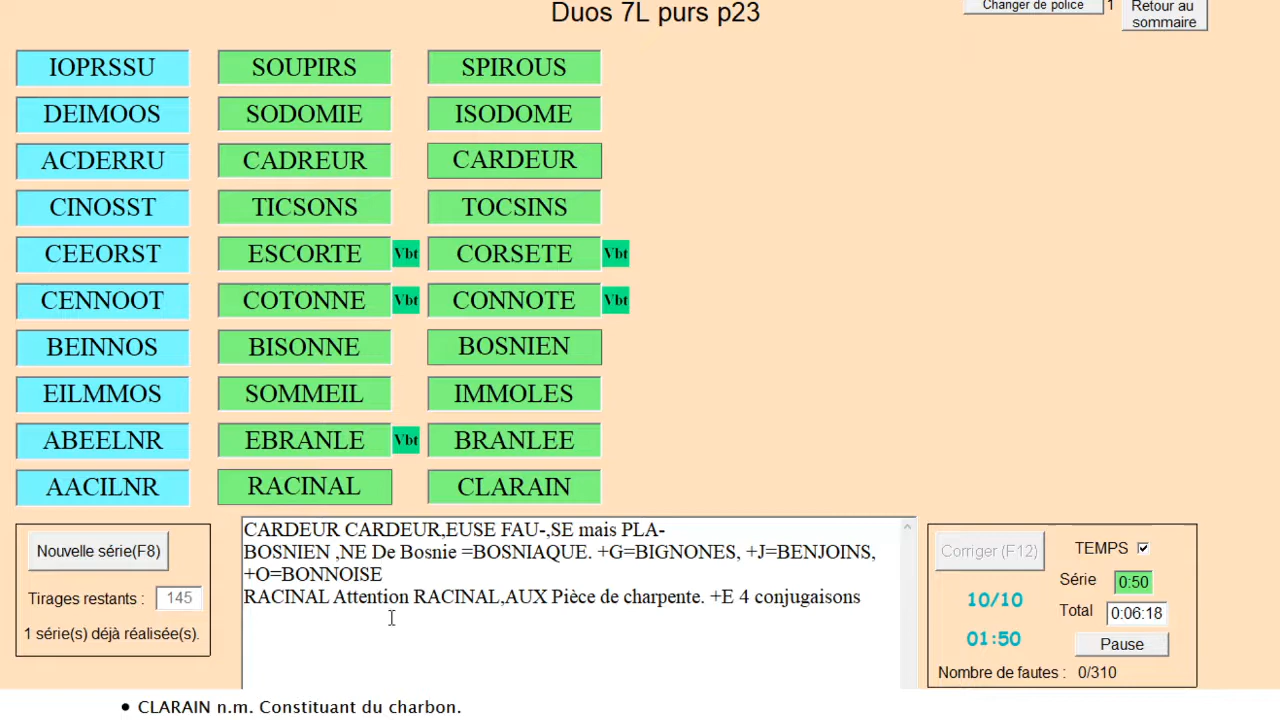 Duos 7L purs p23
Changer de police 1 Retour au sommaire
IOPRSSU SOUPIRS SPIROUS
DEIMOOS SODOMIE ISODOME
ACDERRU CADREUR CARDEUR
CINOSST TICSONS TOCSINS
CEEORST ESCORTE Vbt CORSETE Vbt
CENNOOT COTONNE Vbt CONNOTE Vbt
BEINNOS BISONNE BOSNIEN
EILMMOS SOMMEIL IMMOLES
ABEELNR EBRANLE Vbt BRANLEE
AACILNR RACINAL CLARAIN
Nouvelle série(F8)
Tirages restants : 145
1 série(s) déjà réalisée(s).
CARDEUR CARDEUR,EUSE FAU-,SE mais PLA-
BOSNIEN ,NE De Bosnie =BOSNIAQUE. +G=BIGNONES, +J=BENJOINS,
+O=BONNOISE
RACINAL Attention RACINAL,AUX Pièce de charpente. +E 4 conjugaisons
Corriger (F12) TEMPS
Série 0:50
10/10 Total 0:06:18
01:50 Pause
Nombre de fautes : 0/310
• CLARAIN n.m. Constituant du charbon.